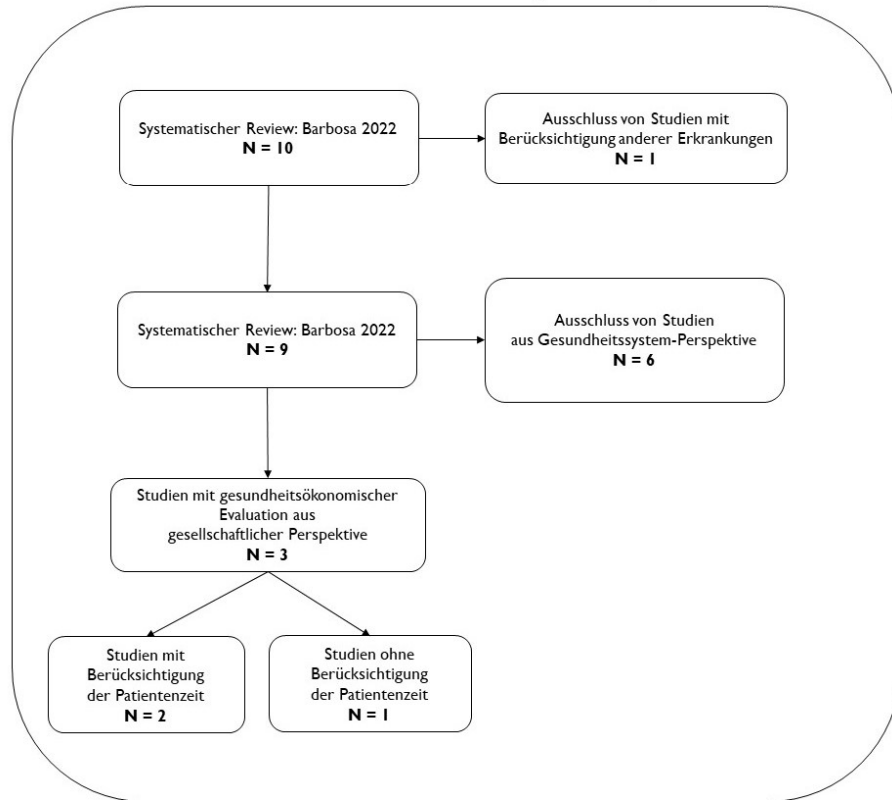 Systematischer Review: Barbosa 2022
N = 10
Ausschluss von Studien mit
Berücksichtigung anderer Erkrankungen
N = 1
Systematischer Review: Barbosa 2022
N = 9
Ausschluss von Studien
aus Gesundheitssystem-Perspektive
N = 6
Studien mit gesundheitsökonomischer
Evaluation aus
gesellschaftlicher Perspektive
N = 3
Studien mit
Berücksichtigung
der Patientenzeit
N = 2
Studien ohne
Berücksichtigung
der Patientenzeit
N = 1